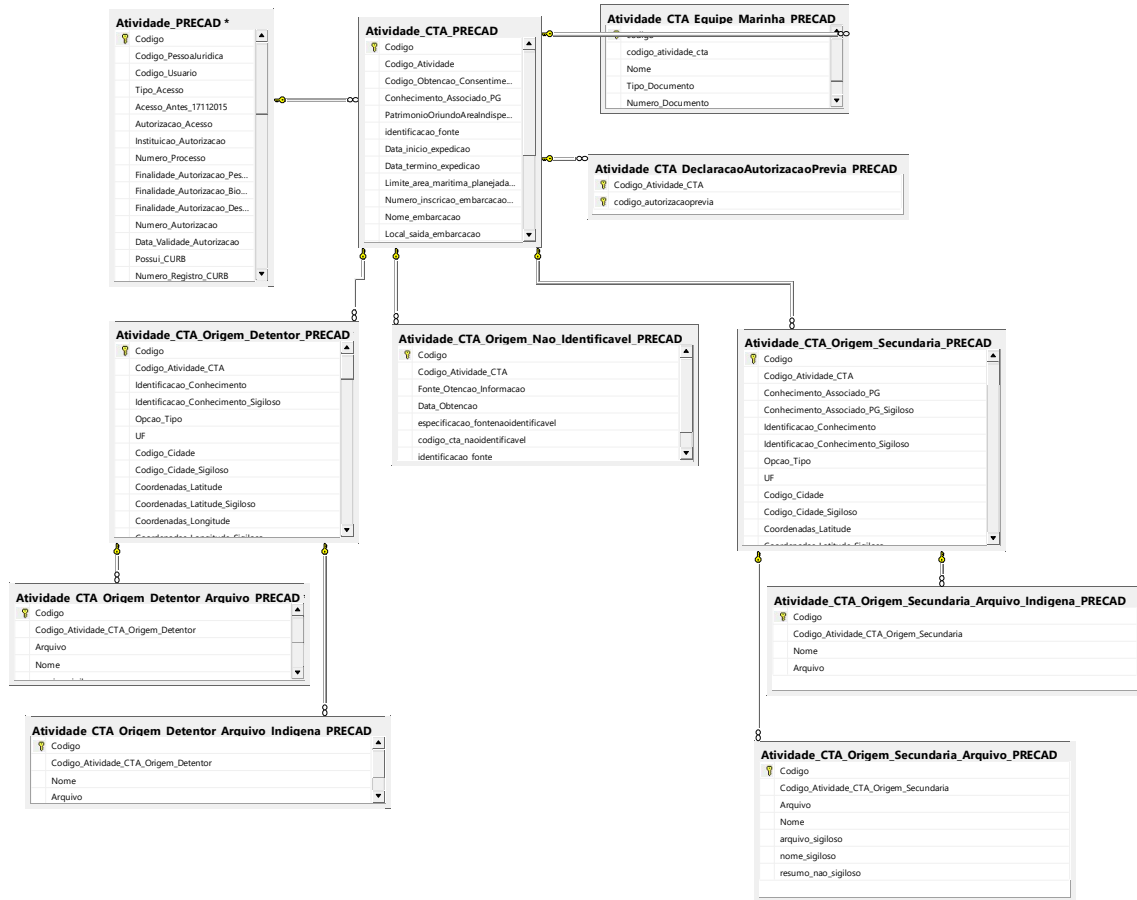 Atividade_PRECAD *
Codigo
Codigo_PessoaJuridica
Codigo_Usuario
Tipo_Acesso
Acesso_Antes_17112015
Autorizacao_Acesso
Instituicao_Autorizacao
Numero_Processo
Finalidade_Autorizacao_Pes...
Finalidade_Autorizacao_Bio...
Finalidade_Autorizacao_Des...
Numero_Autorizacao
Data_Validade_Autorizacao
Possui_CURB
Numero_Registro_CURB
Atividade_CTA_PRECAD
Codigo
Codigo_Atividade
Codigo_Obtencao_Consentime...
Conhecimento_Associado_PG
PatrimonioOriundoAreaIndispe...
identificacao_fonte
Data_inicio_expedicao
Data_termino_expedicao
Limite_area_maritima_planejada...
Numero_inscricao_embarcacao...
Nome_embarcacao
Local_saida_embarcacao
Atividade_CTA_Equipe_Marinha_PRECAD
codigo_atividade_cta
Nome
Tipo_Documento
Numero_Documento
Atividade_CTA_DeclaracaoAutorizacaoPrevia_PRECAD
Codigo_Atividade_CTA
codigo_autorizacaoprevia
Atividade_CTA_Origem_Detentor_PRECAD
Codigo
Codigo_Atividade_CTA
Identificacao_Conhecimento
Identificacao_Conhecimento_Sigiloso
Opcao_Tipo
UF
Codigo_Cidade
Codigo_Cidade_Sigiloso
Coordenadas_Latitude
Coordenadas_Latitude_Sigiloso
Coordenadas_Longitude
Atividade_CTA_Origem_Nao_Identificavel_PRECAD
Codigo
Codigo_Atividade_CTA
Fonte_Otencao_Informacao
Data_Obtencao
especificacao_fontenaoidentificavel
codigo_cta_naoidentificavel
identificacao_fonte
Atividade_CTA_Origem_Secundaria_PRECAD
Codigo
Codigo_Atividade_CTA
Conhecimento_Associado_PG
Conhecimento_Associado_PG_Sigiloso
Identificacao_Conhecimento
Identificacao_Conhecimento_Sigiloso
Opcao_Tipo
UF
Codigo_Cidade
Codigo_Cidade_Sigiloso
Coordenadas_Latitude
Atividade_CTA_Origem_Detentor_Arquivo_PRECAD
Codigo
Codigo_Atividade_CTA_Origem_Detentor
Arquivo
Nome
Atividade_CTA_Origem_Detentor_Arquivo_Indigena_PRECAD
Codigo
Codigo_Atividade_CTA_Origem_Detentor
Nome
Arquivo
Atividade_CTA_Origem_Secundaria_Arquivo_Indigena_PRECAD
Codigo
Codigo_Atividade_CTA_Origem_Secundaria
Nome
Arquivo
Atividade_CTA_Origem_Secundaria_Arquivo_PRECAD
Codigo
Codigo_Atividade_CTA_Origem_Secundaria
Arquivo
Nome
arquivo_sigiloso
nome_sigiloso
resumo_nao_sigiloso